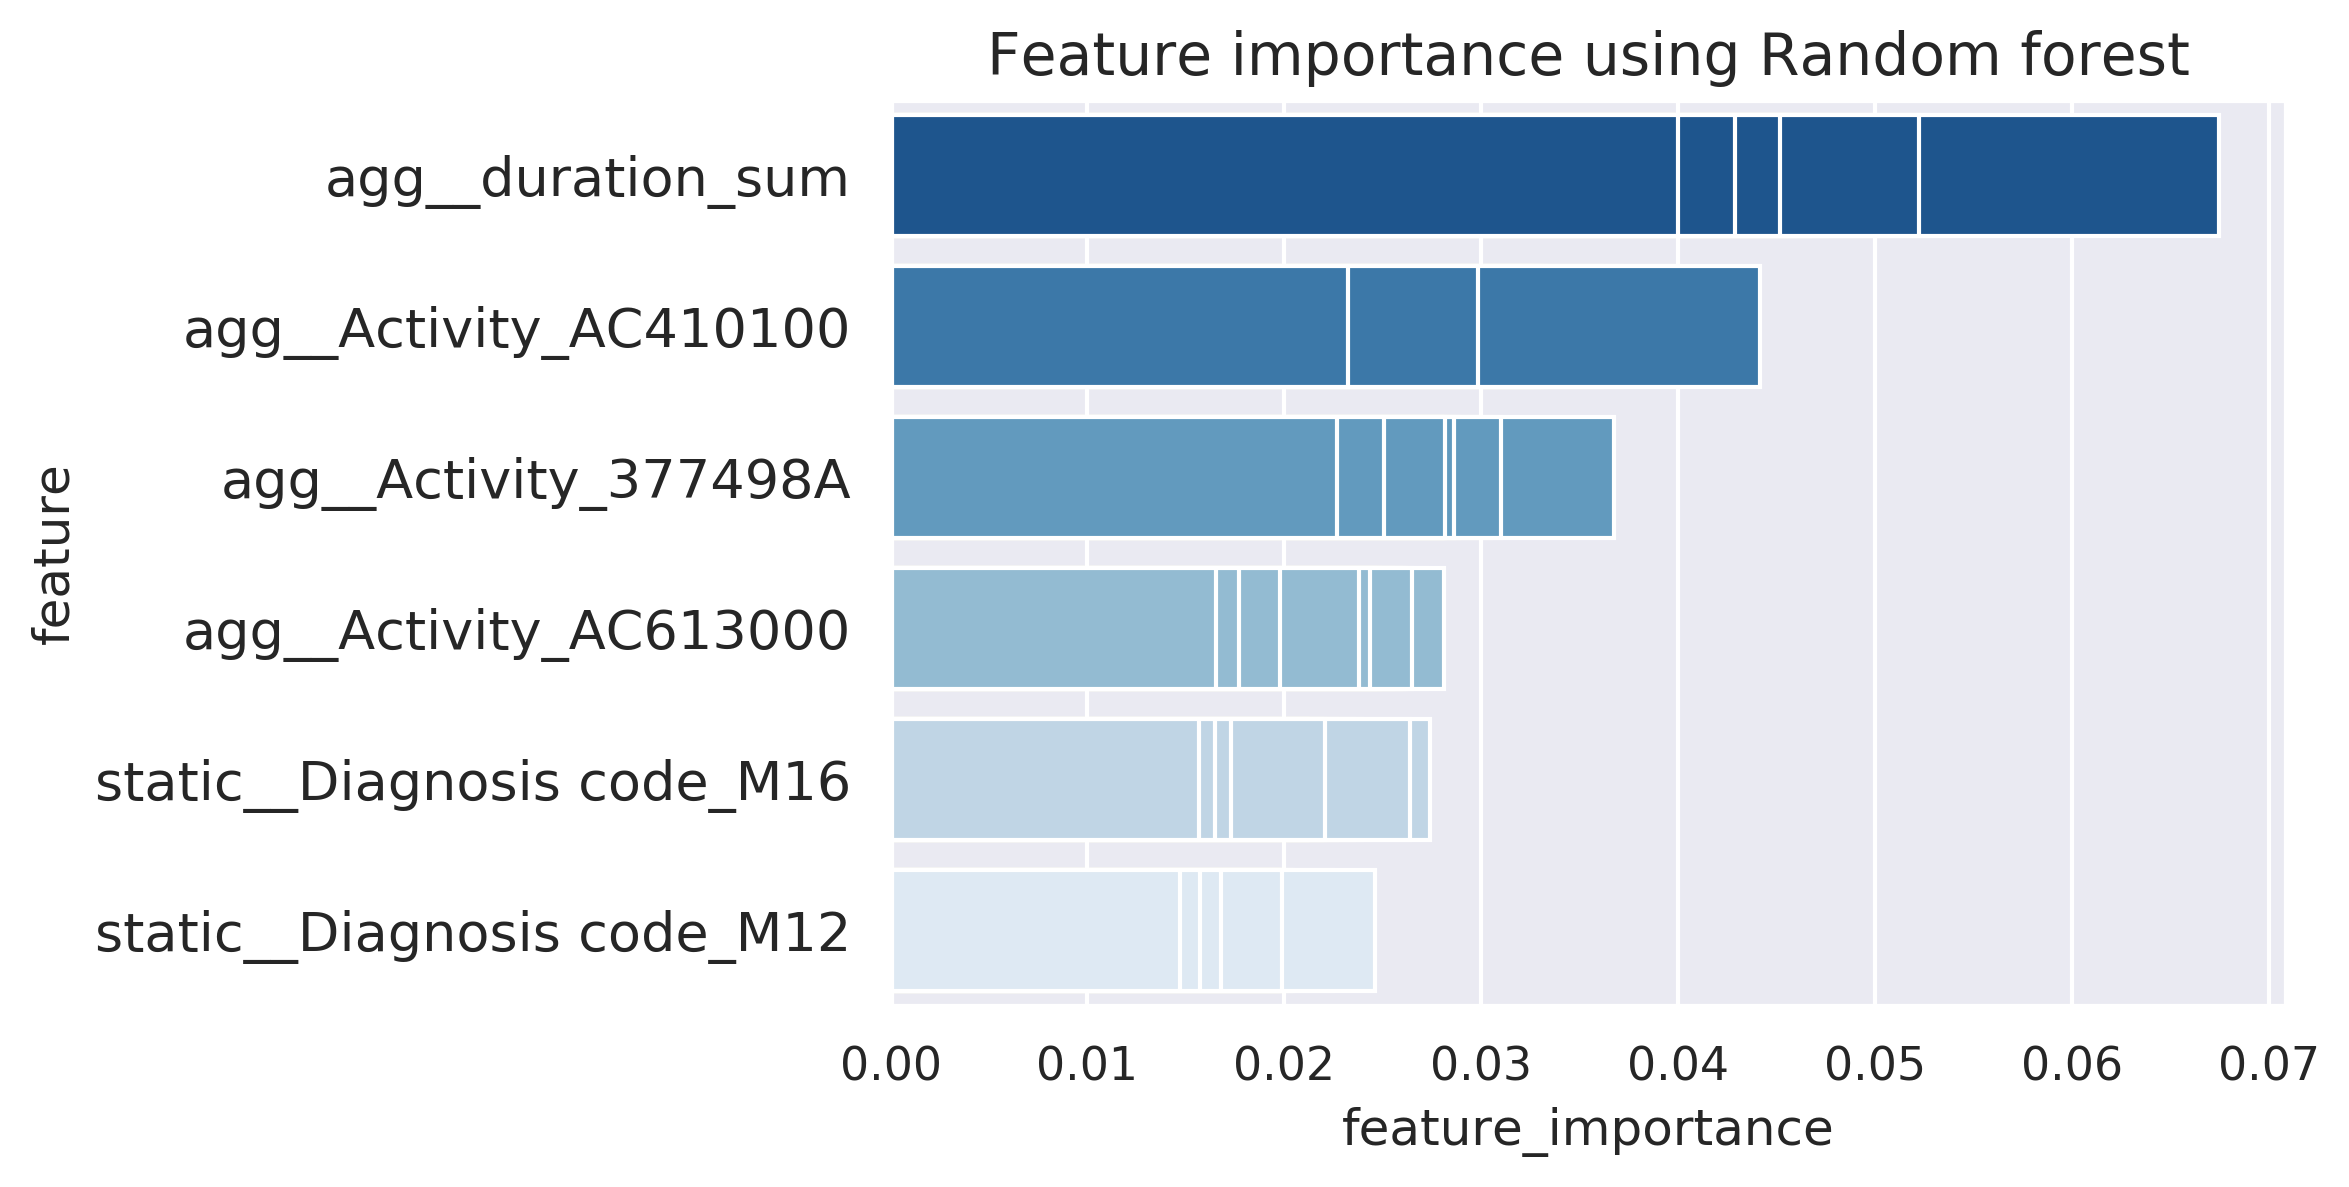 Feature importance using Random forest
feature
agg__duration_sum
agg__Activity_AC410100
agg__Activity_377498A
agg__Activity_AC613000
static__Diagnosis code_M16
static__Diagnosis code_M12
0.00 0.01 0.02 0.03 0.04 0.05 0.06 0.07
feature_importance